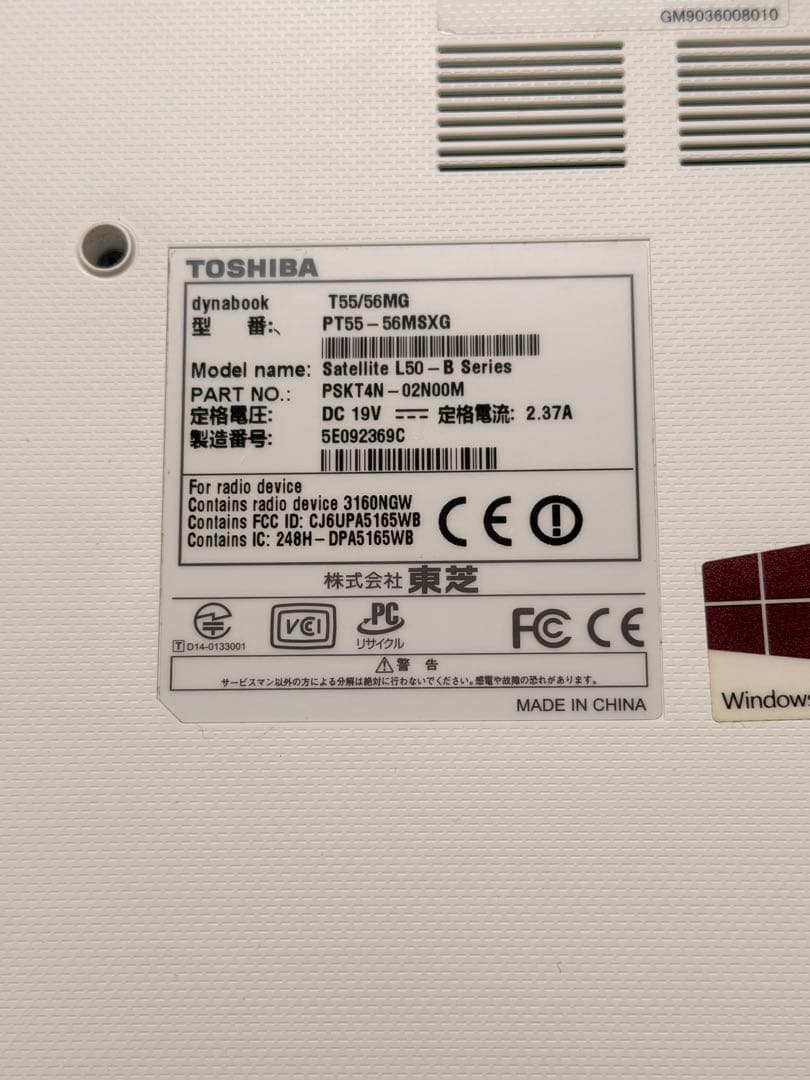 GM9036008010
TOSHIBA
dynabook T55/56MG
型 番: PT55-56MSXG
Model name: Satellite L50-B Series
PART NO.: PSKT4N-02N00M
定格電圧: DC 19V 定格電流: 2.37A
製造番号: 5E092369C
For radio device
Contains radio device 3160NGW
Contains FCC ID: CJ6UPA5165WB
Contains IC: 248H-DPA5165WB
CE
株式会社 東芝
T D14-0133001
VCI
PC
リサイクル
FC CE
警 告
サービスマン以外の方による分解は絶対に行わないでください。感電や故障の恐れがあります。
MADE IN CHINA
Windows